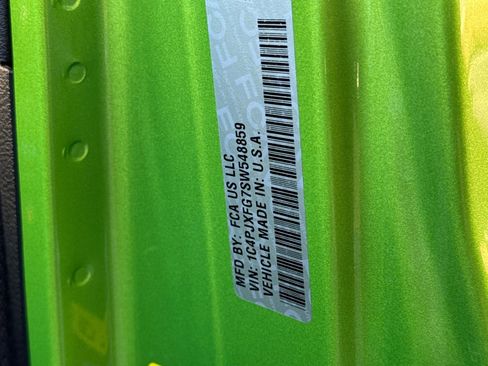 MFD BY: FCA US LLC
VIN: 1C4PJXFG7SW548859
VEHICLE MADE IN: U.S.A.